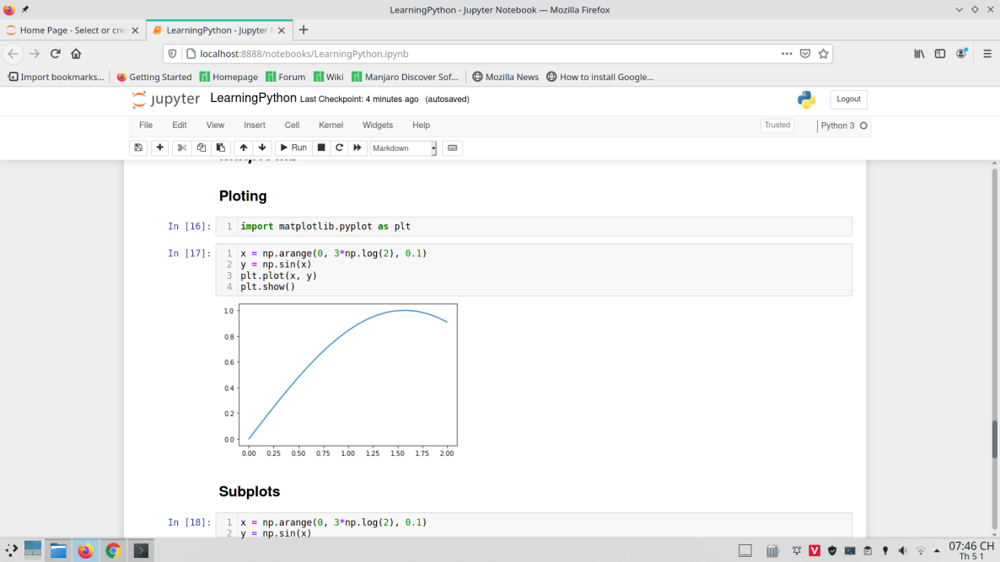 LearningPython - Jupyter Notebook — Mozilla Firefox
Home Page - Select or cre
LearningPython - Jupyter
localhost:8888/notebooks/LearningPython.ipynb
Import bookmarks... Getting Started Homepage Forum Wiki Manjaro Discover Sof... Mozilla News How to install Google...
jupyter LearningPython Last Checkpoint: 4 minutes ago (autosaved) Logout
File Edit View Insert Cell Kernel Widgets Help Trusted Python 3
Run Markdown
Ploting
In [16]: 1 import matplotlib.pyplot as plt
In [17]: 1 x = np.arange(0, 3*np.log(2), 0.1)
2 y = np.sin(x)
3 plt.plot(x, y)
4 plt.show()
1.0
0.8
0.6
0.4
0.2
0.0
0.00 0.25 0.50 0.75 1.00 1.25 1.50 1.75 2.00
Subplots
In [18]: 1 x = np.arange(0, 3*np.log(2), 0.1)
2 y = np.sin(x)
07:46 CH
Th 5 1